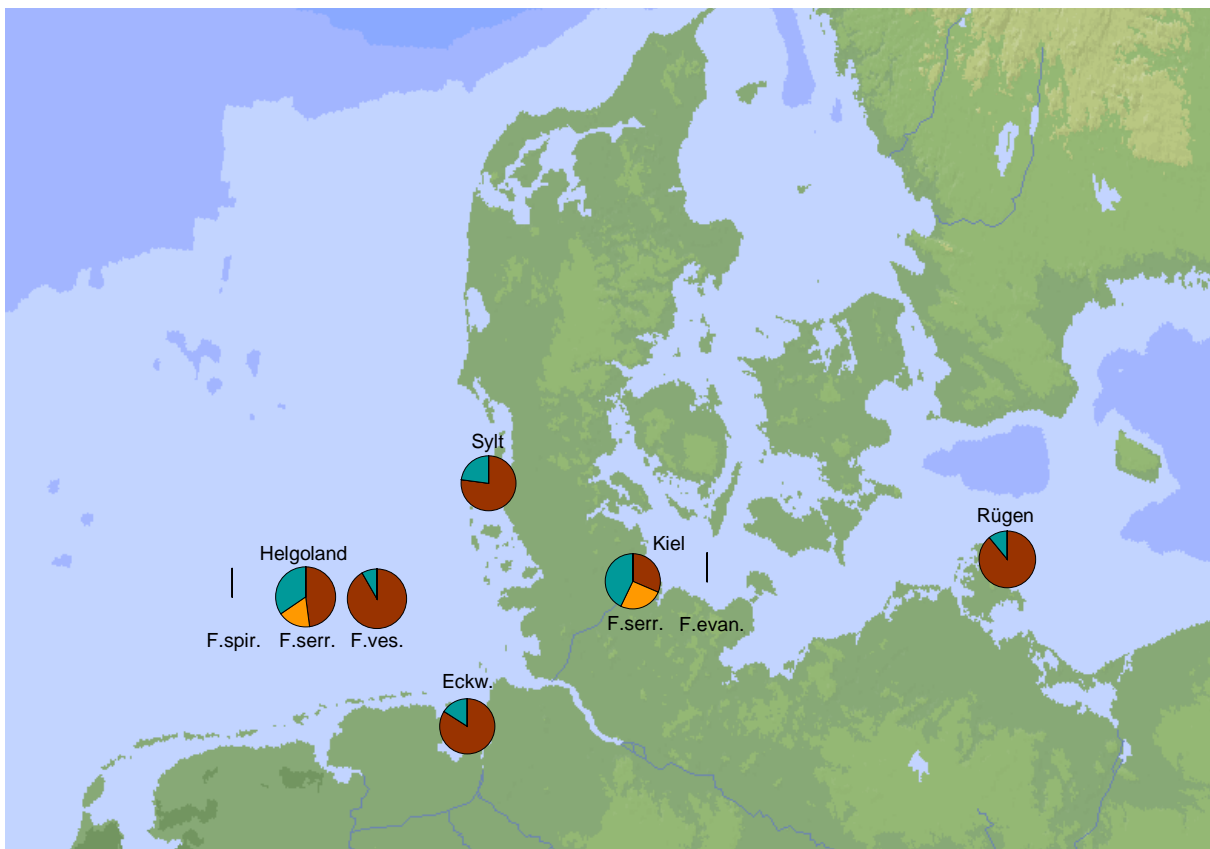 Sylt
Rügen
Kiel
Helgoland
F.serr. F.evan.
F.spir. F.serr. F.ves.
Eckw.